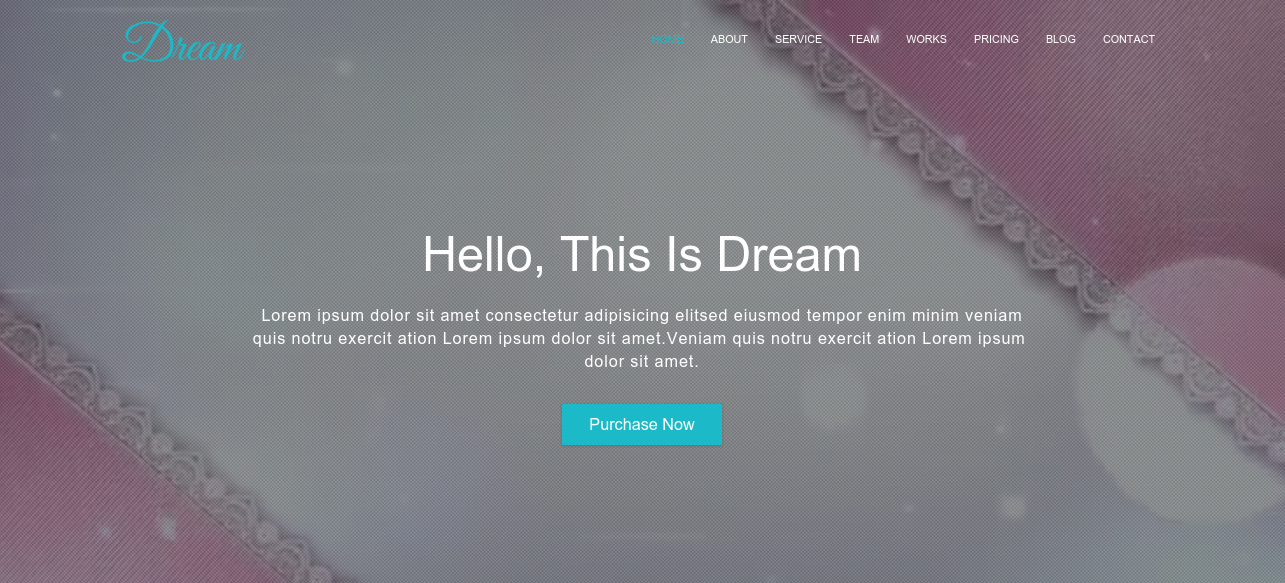 Dream
HOME ABOUT SERVICE TEAM WORKS PRICING BLOG CONTACT
Hello, This Is Dream
Lorem ipsum dolor sit amet consectetur adipisicing elitsed eiusmod tempor enim minim veniam
quis notru exercit ation Lorem ipsum dolor sit amet.Veniam quis notru exercit ation Lorem ipsum
dolor sit amet.
Purchase Now